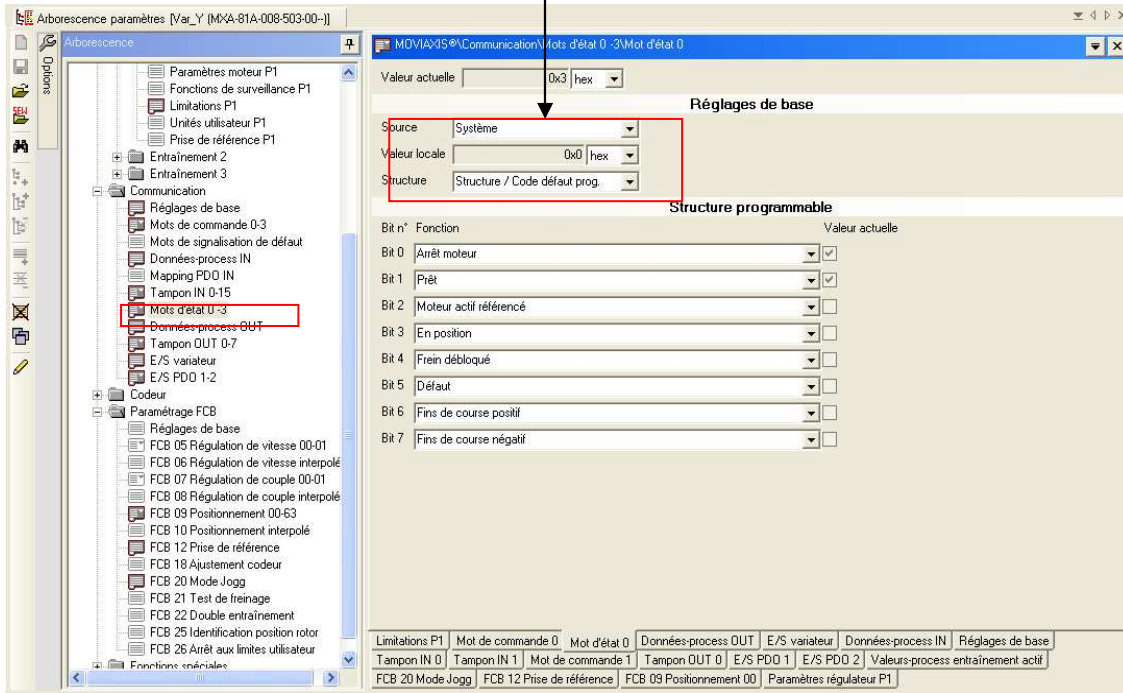 Arborescence paramètres [Var_Y (MXA-81A-008-503-00--)]
Options
SEW
Arborescence
Paramètres moteur P1
Fonctions de surveillance P1
Limitations P1
Unités utilisateur P1
Prise de référence P1
Entraînement 2
Entraînement 3
Communication
Réglages de base
Mots de commande 0-3
Mots de signalisation de défaut
Données-process IN
Mapping PDO IN
Tampon IN 0-15
Mots d'état 0 -3
Données-process OUT
Tampon OUT 0-7
E/S variateur
E/S PDO 1-2
Codeur
Paramétrage FCB
Réglages de base
FCB 05 Régulation de vitesse 00-01
FCB 06 Régulation de vitesse interpolé
FCB 07 Régulation de couple 00-01
FCB 08 Régulation de couple interpolé
FCB 09 Positionnement 00-63
FCB 10 Positionnement interpolé
FCB 12 Prise de référence
FCB 18 Ajustement codeur
FCB 20 Mode Jogg
FCB 21 Test de freinage
FCB 22 Double entraînement
FCB 25 Identification position rotor
FCB 26 Arrêt aux limites utilisateur
Fonctions spéciales
MOVIAXIS®\Communication\Mots d'état 0 -3\Mot d'état 0
Valeur actuelle 0x3 hex
Réglages de base
Source Système
Valeur locale 0x0 hex
Structure Structure / Code défaut prog.
Structure programmable
Bit n° Fonction Valeur actuelle
Bit 0 Arrêt moteur
Bit 1 Prêt
Bit 2 Moteur actif référencé
Bit 3 En position
Bit 4 Frein débloqué
Bit 5 Défaut
Bit 6 Fins de course positif
Bit 7 Fins de course négatif
Limitations P1 Mot de commande 0 Mot d'état 0 Données-process OUT E/S variateur Données-process IN Réglages de base
Tampon IN 0 Tampon IN 1 Mot de commande 1 Tampon OUT 0 E/S PDO 1 E/S PDO 2 Valeurs-process entraînement actif
FCB 20 Mode Jogg FCB 12 Prise de référence FCB 09 Positionnement 00 Paramètres régulateur P1